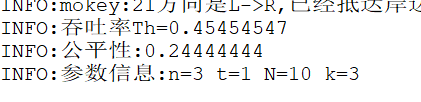 INFO:mokey:21方向是L->R,已经抵达岸边
INFO:吞吐率Th=0.45454547
INFO:公平性:0.24444444
INFO:参数信息:n=3 t=1 N=10 k=3